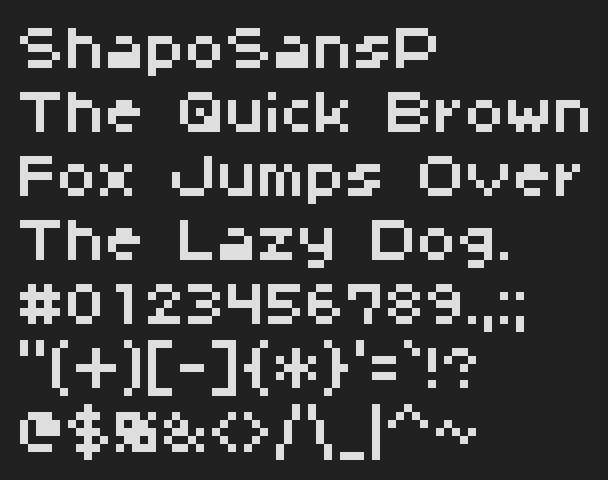 ShapoSansP
The Quick Brown
Fox Jumps Over
The Lazy Dog.
#0123456789.,:;
"(+)[-]{*}'=`!?
@$%&<>/\_|^~